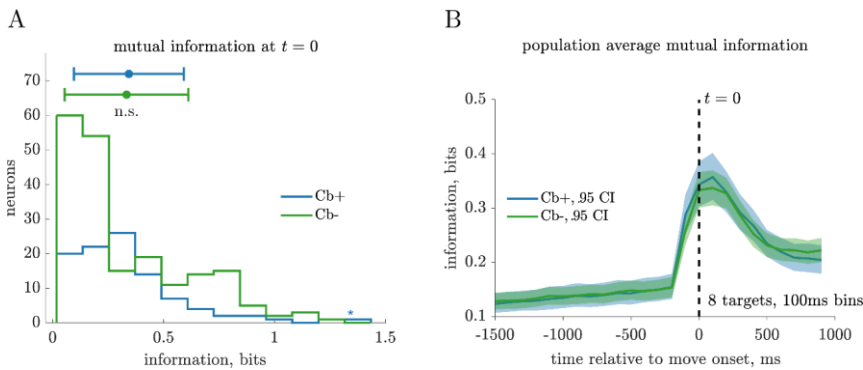 A
mutual information at t = 0
70
60
50
40
30
20
10
0
neurons
n.s.
Cb+
Cb-
*
0
0.5
1
1.5
information, bits
B
population average mutual information
0.5
0.4
0.3
0.2
0.1
information, bits
t = 0
Cb+, .95 CI
Cb-, .95 CI
8 targets, 100ms bins
-1500
-1000
-500
0
500
1000
time relative to move onset, ms